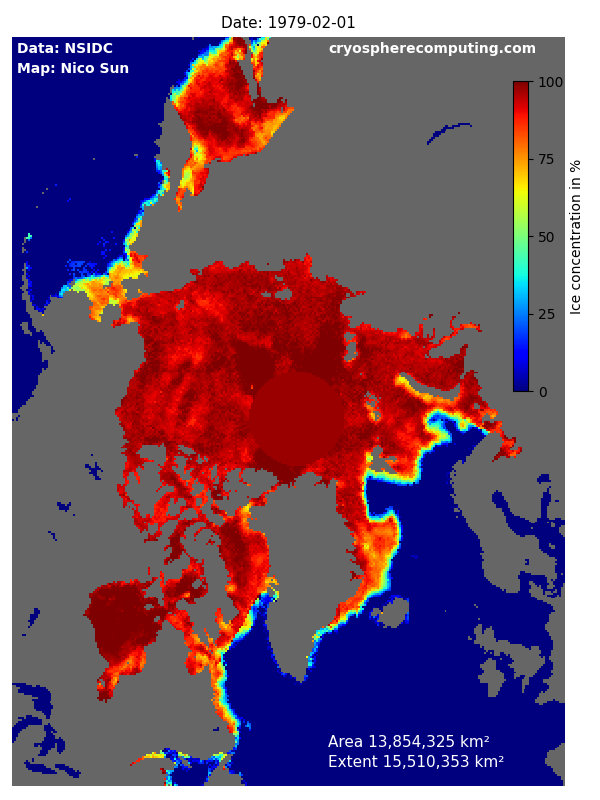 Date: 1979-02-01
Data: NSIDC
Map: Nico Sun
cryospherecomputing.com
100
75
50
25
0
Ice concentration in %
Area 13,854,325 km²
Extent 15,510,353 km²